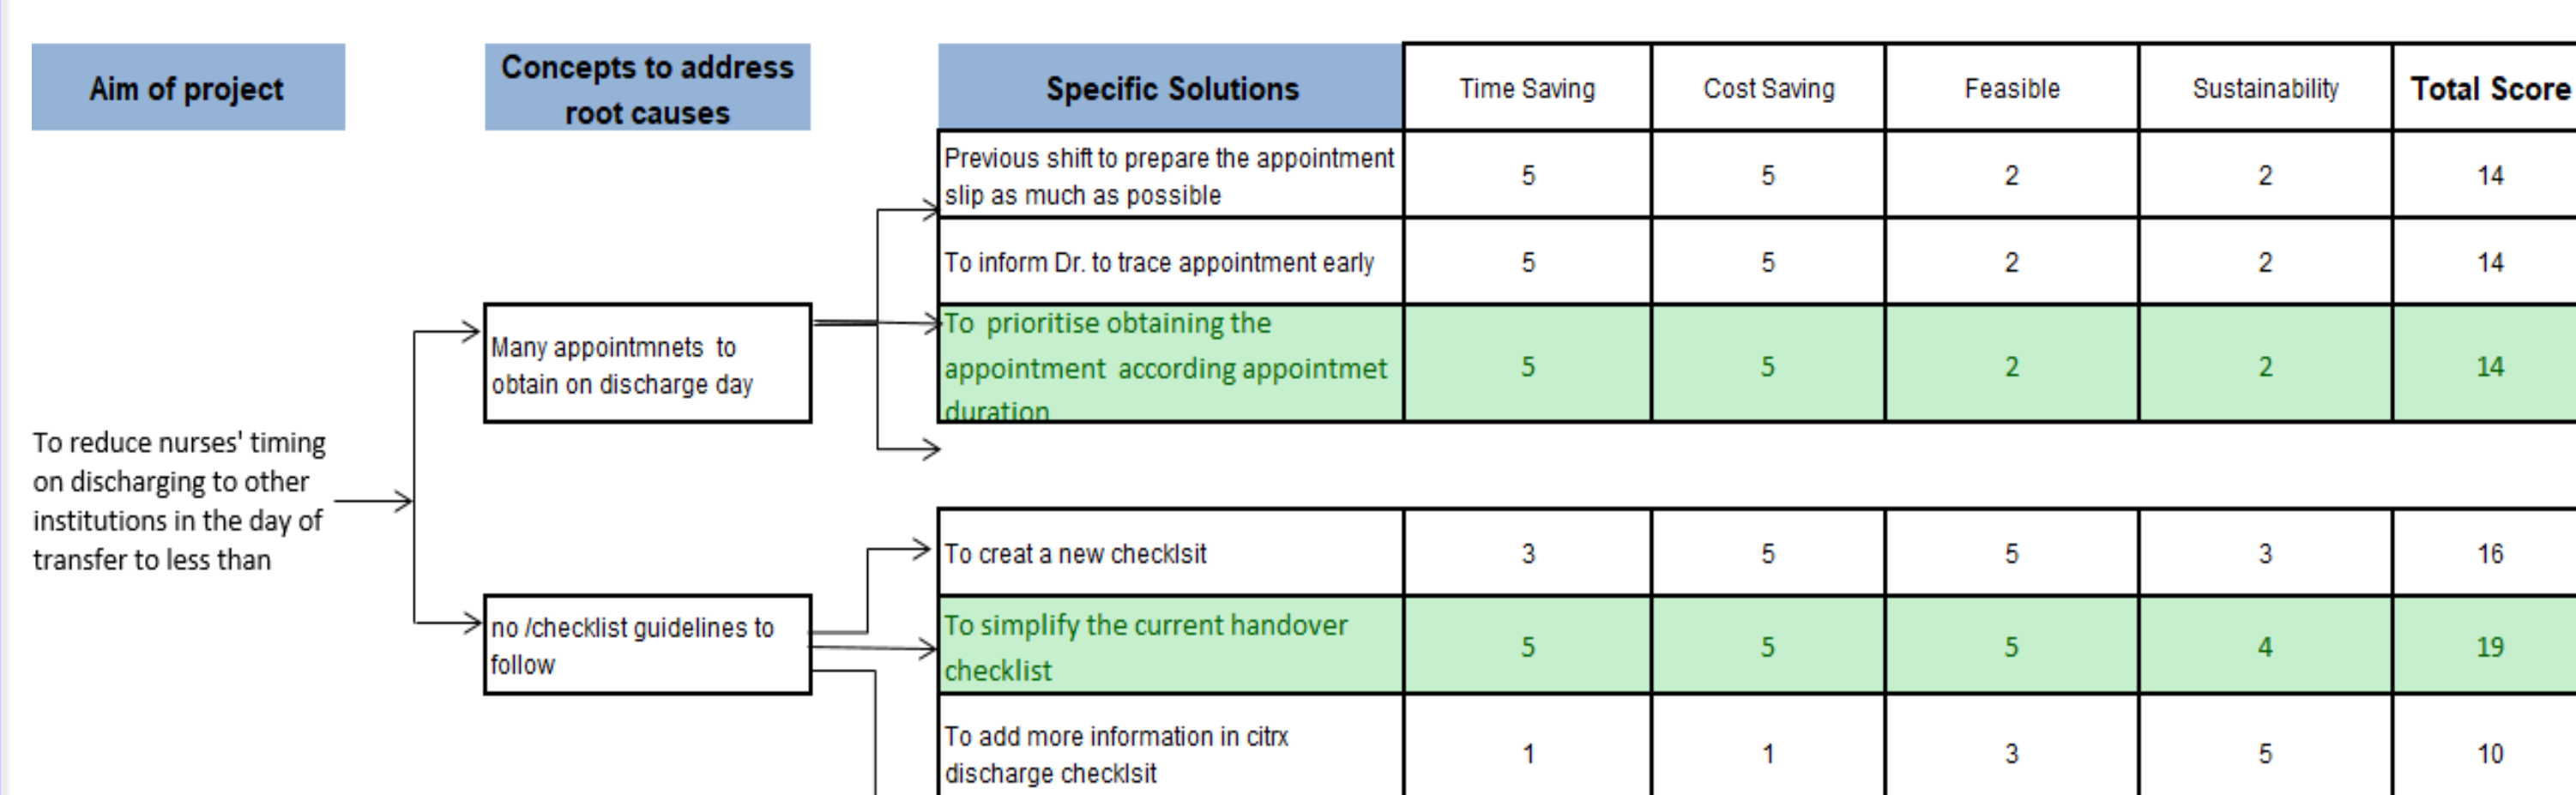 Aim of project
Concepts to address
root causes
Specific Solutions
Time Saving
Cost Saving
Feasible
Sustainability
Total Score
Previous shift to prepare the appointment
slip as much as possible
5
5
2
2
14
To inform Dr. to trace appointment early
5
5
2
2
14
Many appointmnets to
obtain on discharge day
To prioritise obtaining the
appointment according appointmet
duration
5
5
2
2
14
To reduce nurses' timing
on discharging to other
institutions in the day of
transfer to less than
To creat a new checklsit
3
5
5
3
16
no /checklist guidelines to
follow
To simplify the current handover
checklist
5
5
5
4
19
To add more information in citrx
discharge checklsit
1
1
3
5
10